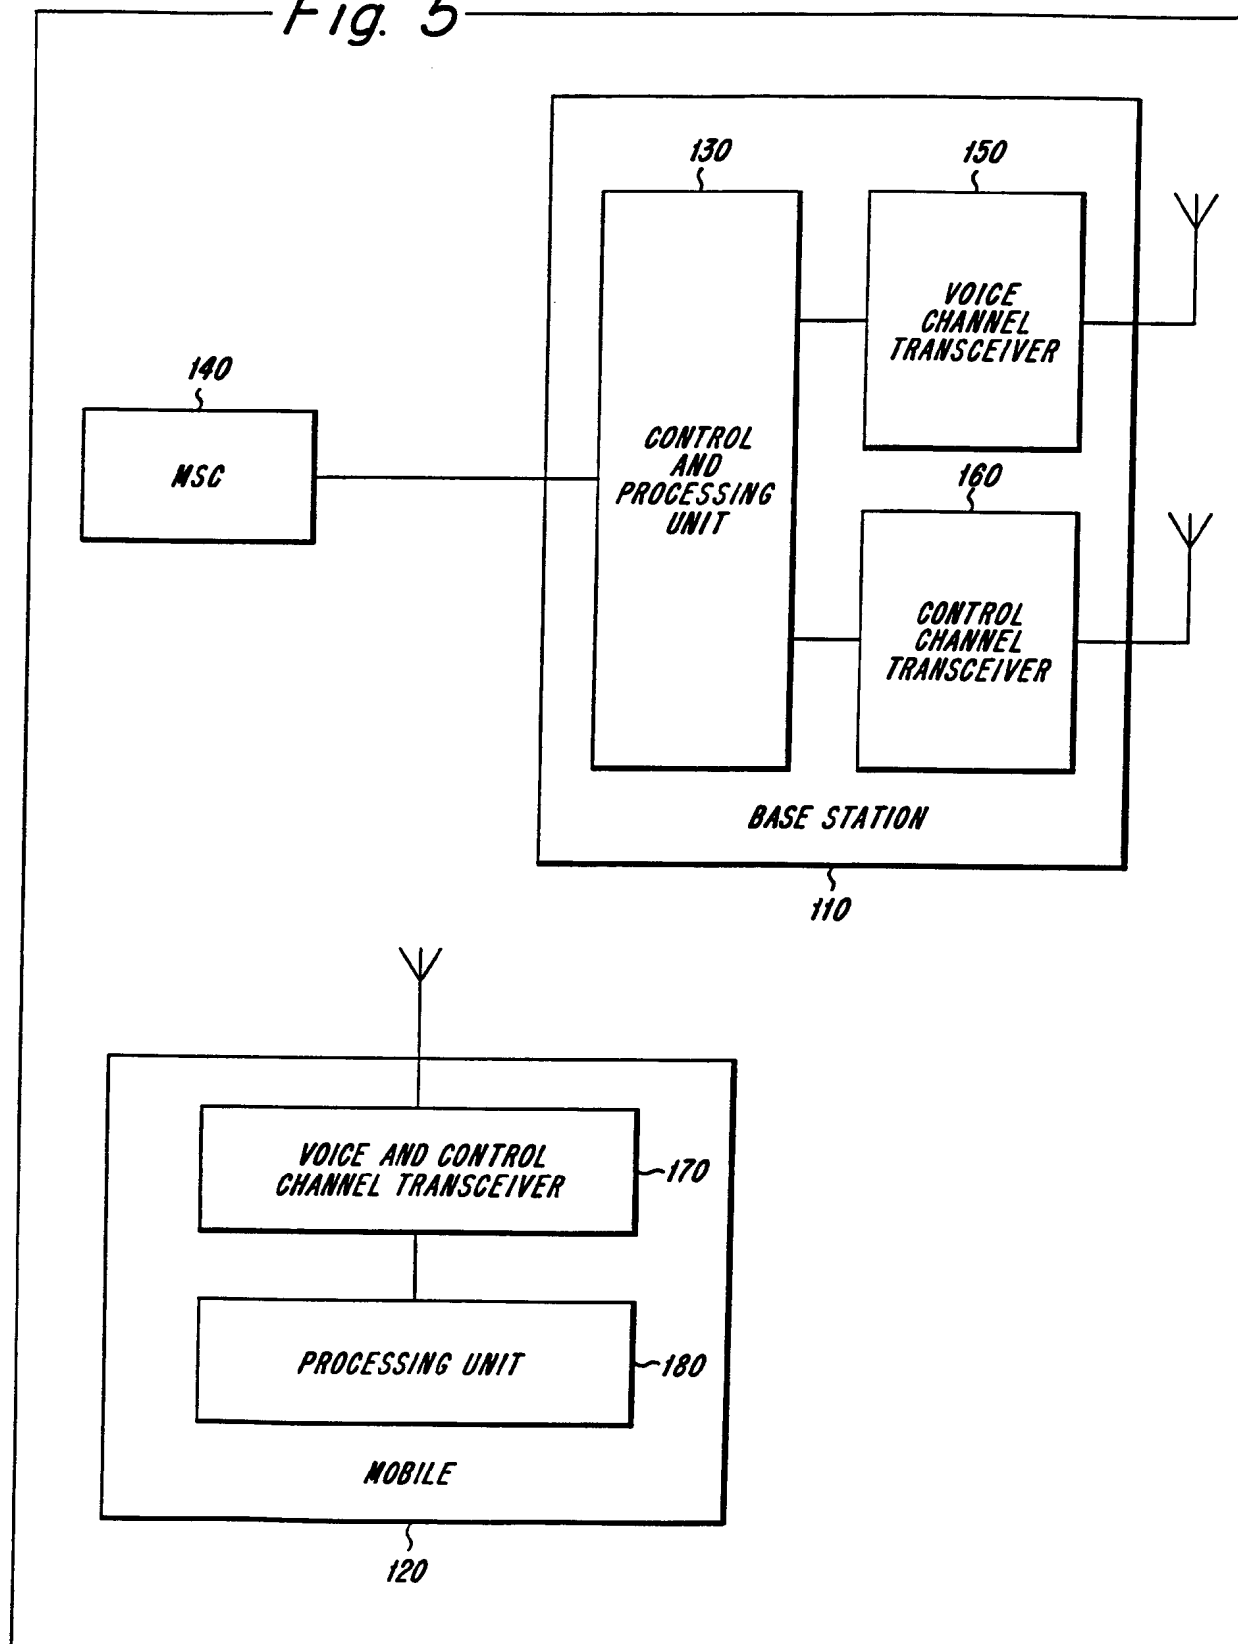 Fig. 5
130
150
VOICE
CHANNEL
TRANSCEIVER
140
MSC
CONTROL
AND
PROCESSING
UNIT
160
CONTROL
CHANNEL
TRANSCEIVER
BASE STATION
110
VOICE AND CONTROL
CHANNEL TRANSCEIVER
170
PROCESSING UNIT
180
MOBILE
120